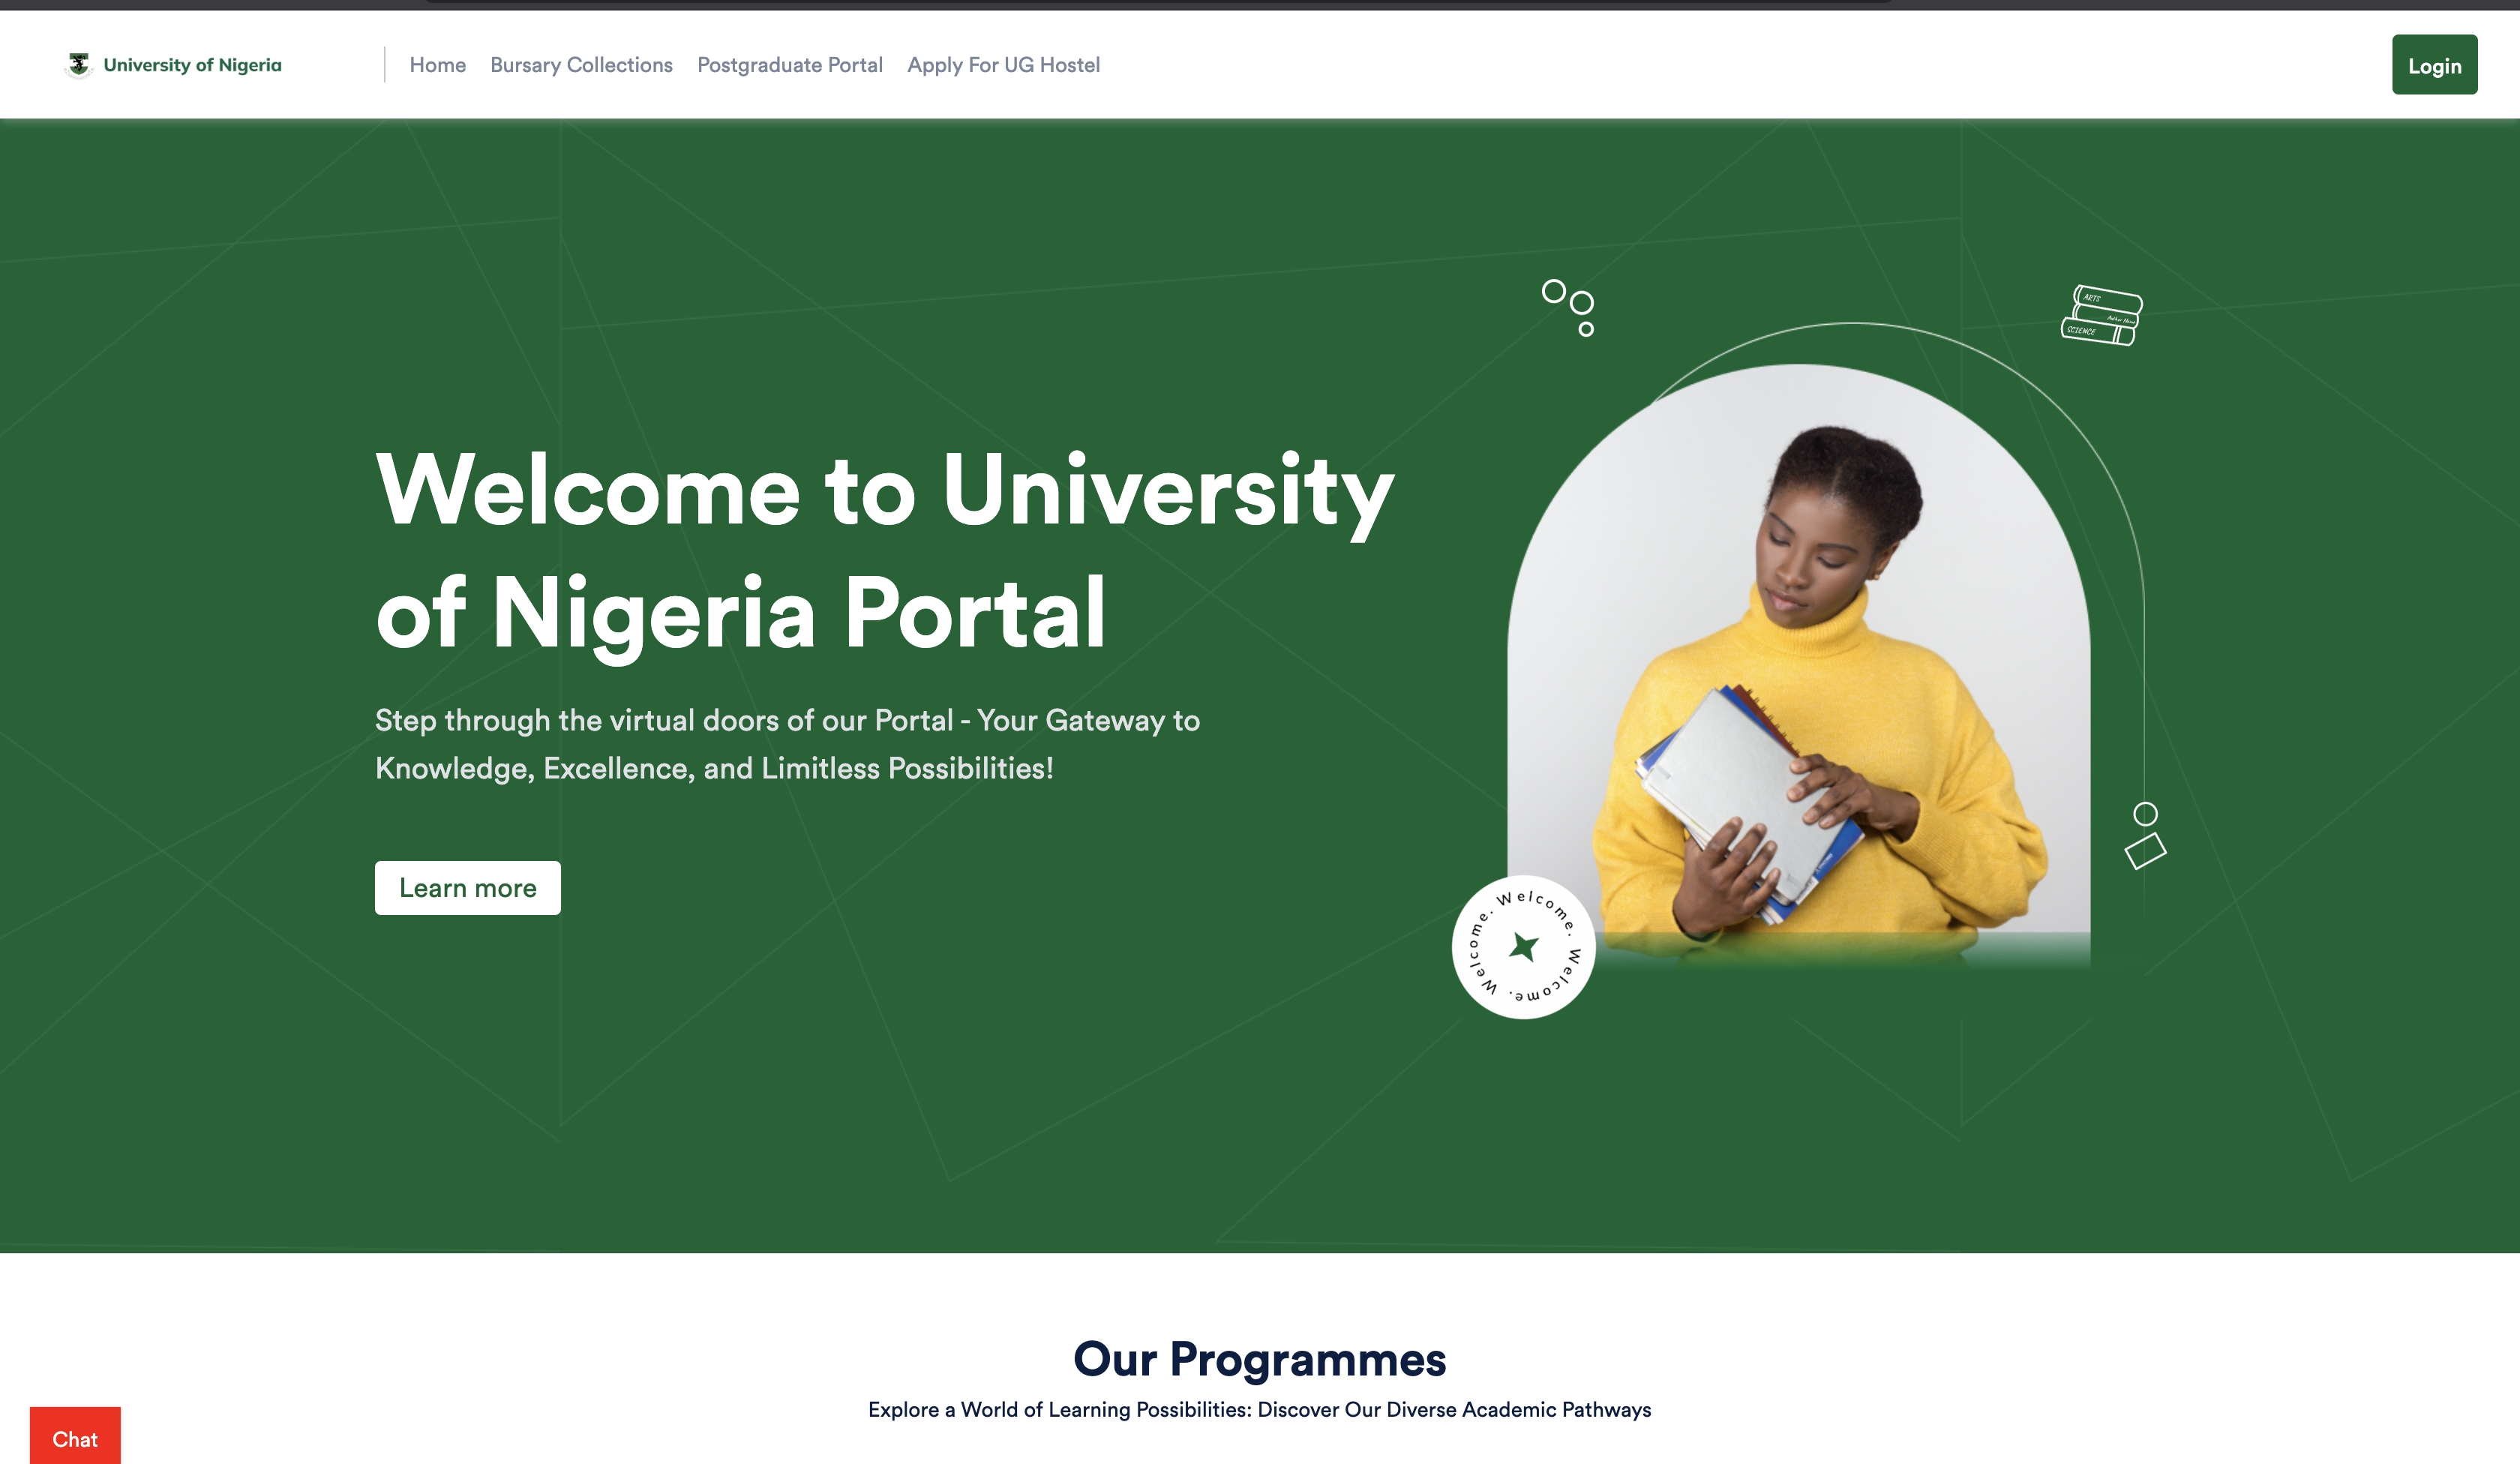 University of Nigeria
Home Bursary Collections Postgraduate Portal Apply For UG Hostel
Login
Welcome to University
of Nigeria Portal
Step through the virtual doors of our Portal - Your Gateway to
Knowledge, Excellence, and Limitless Possibilities!
Learn more
ARTS
Author Name
SCIENCE
Welcome. Welcome. Welcome.
Our Programmes
Explore a World of Learning Possibilities: Discover Our Diverse Academic Pathways
Chat